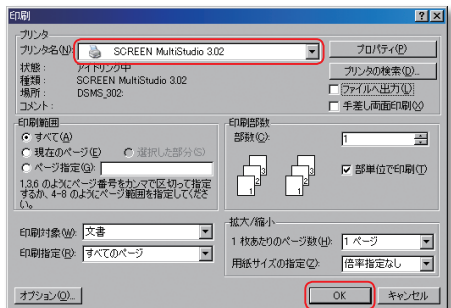 印刷
プリンタ
プリンタ名(N): SCREEN MultiStudio 3.02 プロパティ(P)
状態: アイドリング中 プリンタの検索(D)...
種類: SCREEN MultiStudio 3.02
場所: DSMS_302: ファイルへ出力(L)
コメント: 手差し両面印刷(X)
印刷範囲
すべて(A)
現在のページ(E) 選択した部分(S)
ページ指定(G):
1,3,6 のようにページ番号をカンマで区切って指定
するか、4-8 のようにページ範囲を指定してくださ
い。
印刷部数
部数(C): 1
1 1 2 2 3 3
部単位で印刷(T)
印刷対象(W): 文書
印刷指定(R): すべてのページ
拡大/縮小
1 枚あたりのページ数(H): 1 ページ
用紙サイズの指定(Z): 倍率指定なし
オプション(O)... OK キャンセル